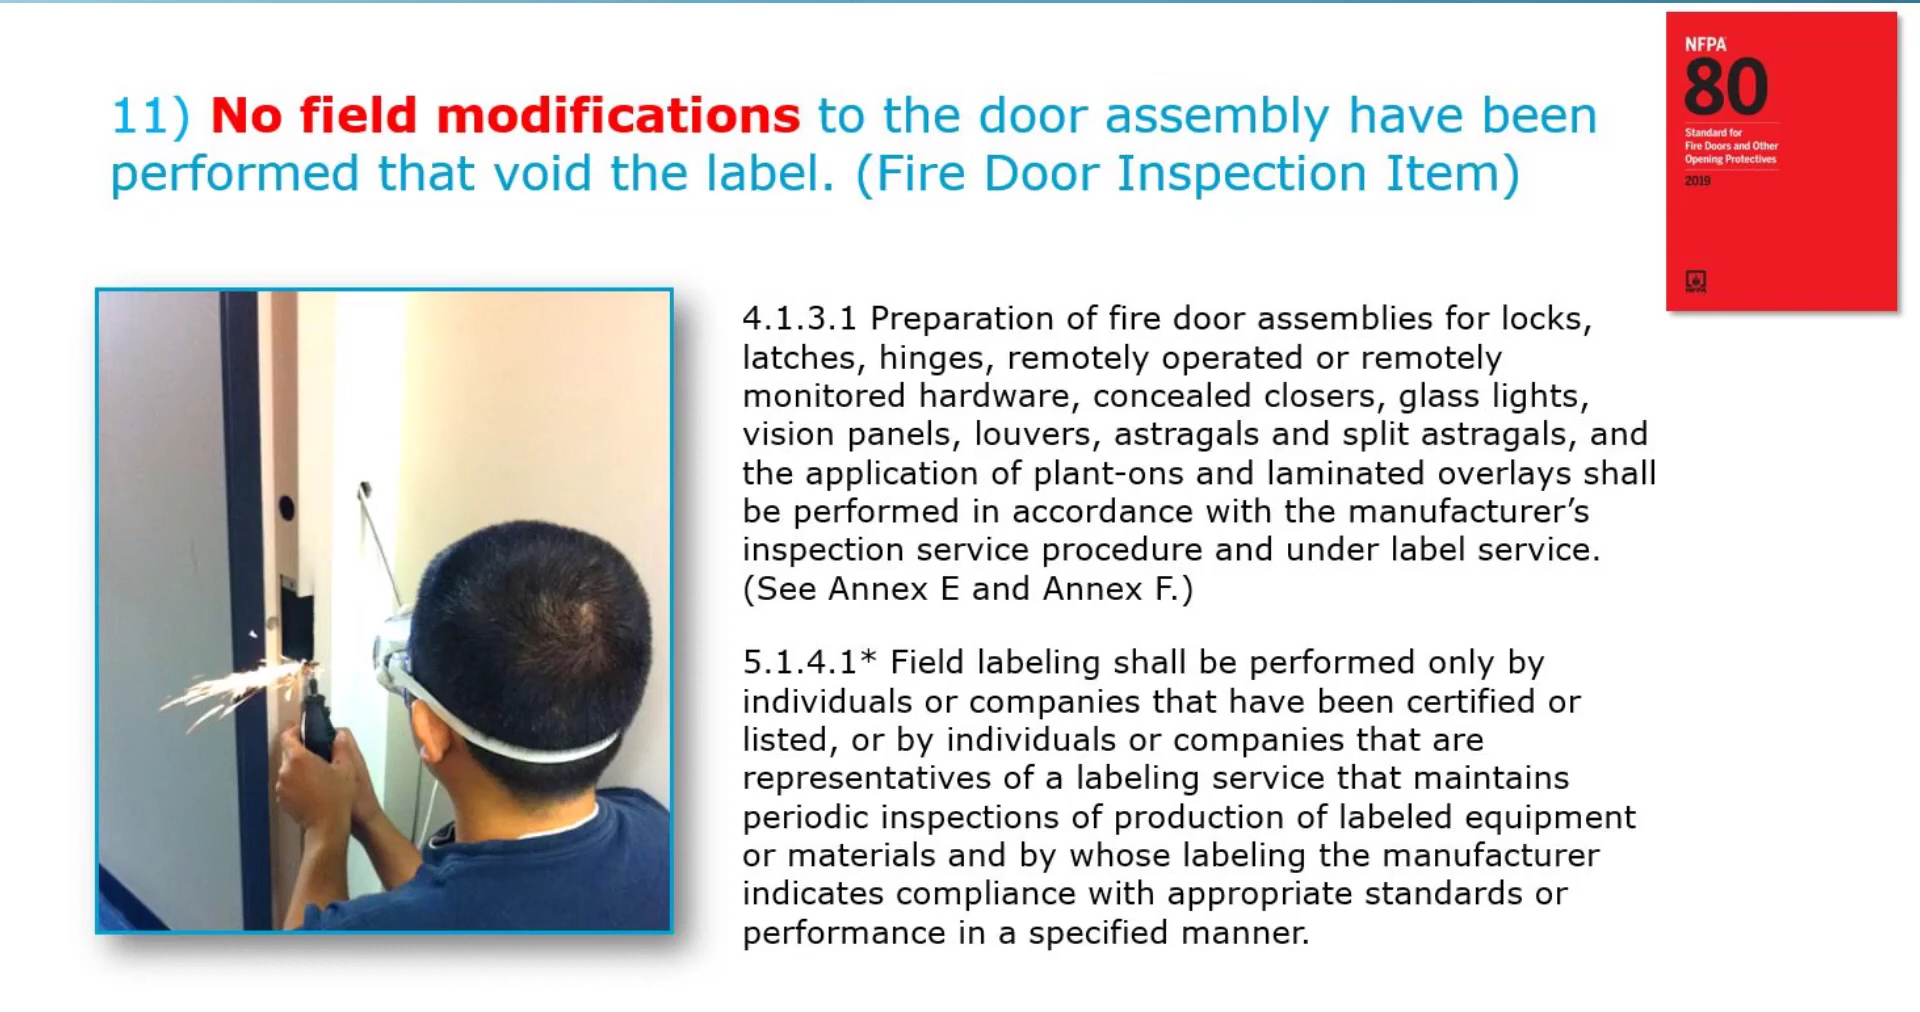 11) No field modifications to the door assembly have been
performed that void the label. (Fire Door Inspection Item)
NFPA
80
Standard for
Fire Doors and Other
Opening Protectives
2019
NFPA
4.1.3.1 Preparation of fire door assemblies for locks,
latches, hinges, remotely operated or remotely
monitored hardware, concealed closers, glass lights,
vision panels, louvers, astragals and split astragals, and
the application of plant-ons and laminated overlays shall
be performed in accordance with the manufacturer’s
inspection service procedure and under label service.
(See Annex E and Annex F.)
5.1.4.1* Field labeling shall be performed only by
individuals or companies that have been certified or
listed, or by individuals or companies that are
representatives of a labeling service that maintains
periodic inspections of production of labeled equipment
or materials and by whose labeling the manufacturer
indicates compliance with appropriate standards or
performance in a specified manner.